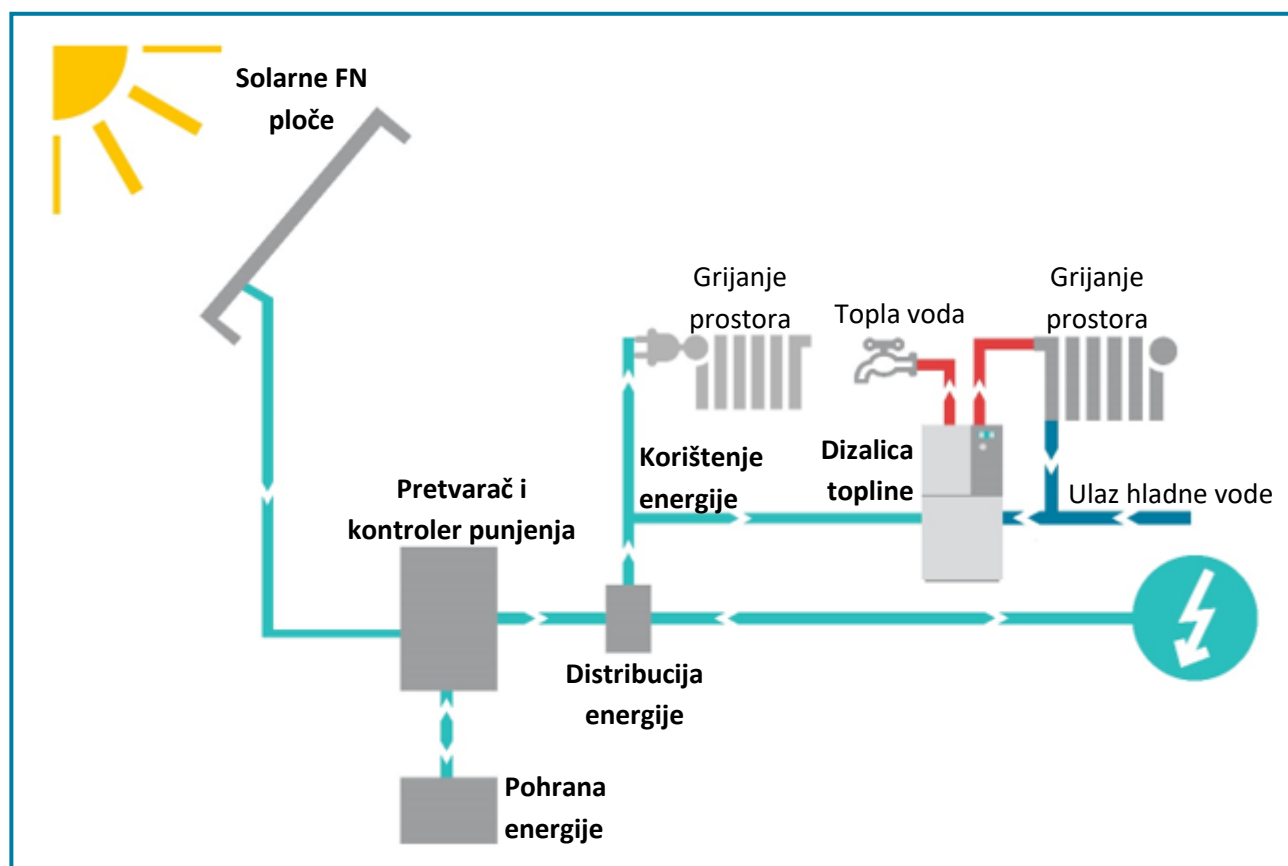 Solarne FN
ploče
Grijanje
prostora
Topla voda
Grijanje
prostora
Korištenje
energije
Dizalica
topline
Pretvarač i
kontroler punjenja
Ulaz hladne vode
Distribucija
energije
Pohrana
energije